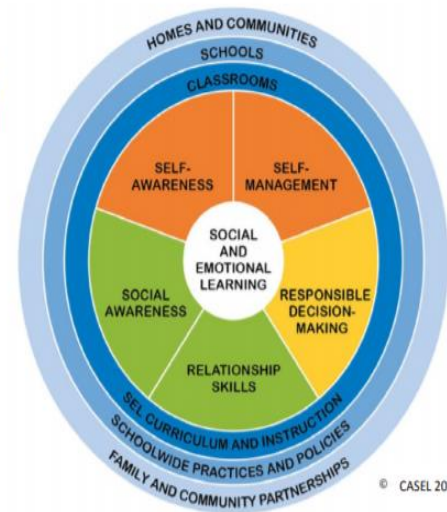 HOMES AND COMMUNITIES
SCHOOLS
CLASSROOMS
SELF-
AWARENESS
SELF-
MANAGEMENT
SOCIAL
AND
EMOTIONAL
LEARNING
SOCIAL
AWARENESS
RESPONSIBLE
DECISION-
MAKING
RELATIONSHIP
SKILLS
SEL CURRICULUM AND INSTRUCTION
SCHOOLWIDE PRACTICES AND POLICIES
FAMILY AND COMMUNITY PARTNERSHIPS
© CASEL 20